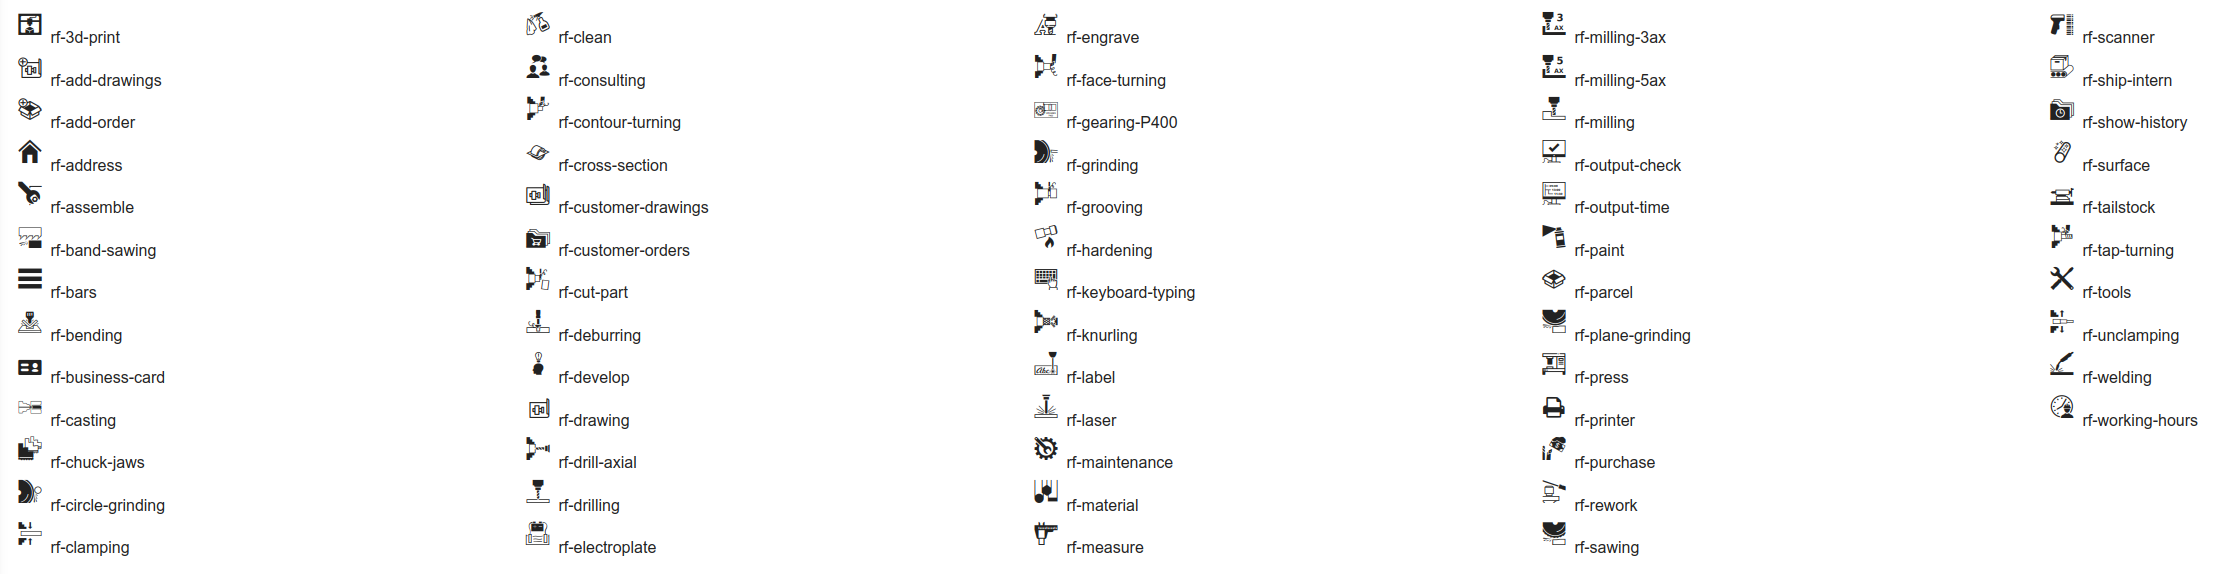 rf-3d-print
rf-add-drawings
rf-add-order
rf-address
rf-assemble
rf-band-sawing
rf-bars
rf-bending
rf-business-card
rf-casting
rf-chuck-jaws
rf-circle-grinding
rf-clamping
rf-clean
rf-consulting
rf-contour-turning
rf-cross-section
rf-customer-drawings
rf-customer-orders
rf-cut-part
rf-deburring
rf-develop
rf-drawing
rf-drill-axial
rf-drilling
rf-electroplate
rf-engrave
rf-face-turning
rf-gearing-P400
rf-grinding
rf-grooving
rf-hardening
rf-keyboard-typing
rf-knurling
Abc
rf-label
rf-laser
rf-maintenance
rf-material
rf-measure
3
AX
rf-milling-3ax
5
AX
rf-milling-5ax
rf-milling
rf-output-check
rf-output-time
rf-paint
rf-parcel
rf-plane-grinding
rf-press
rf-printer
rf-purchase
rf-rework
rf-sawing
rf-scanner
rf-ship-intern
rf-show-history
rf-surface
rf-tailstock
rf-tap-turning
rf-tools
rf-unclamping
rf-welding
rf-working-hours